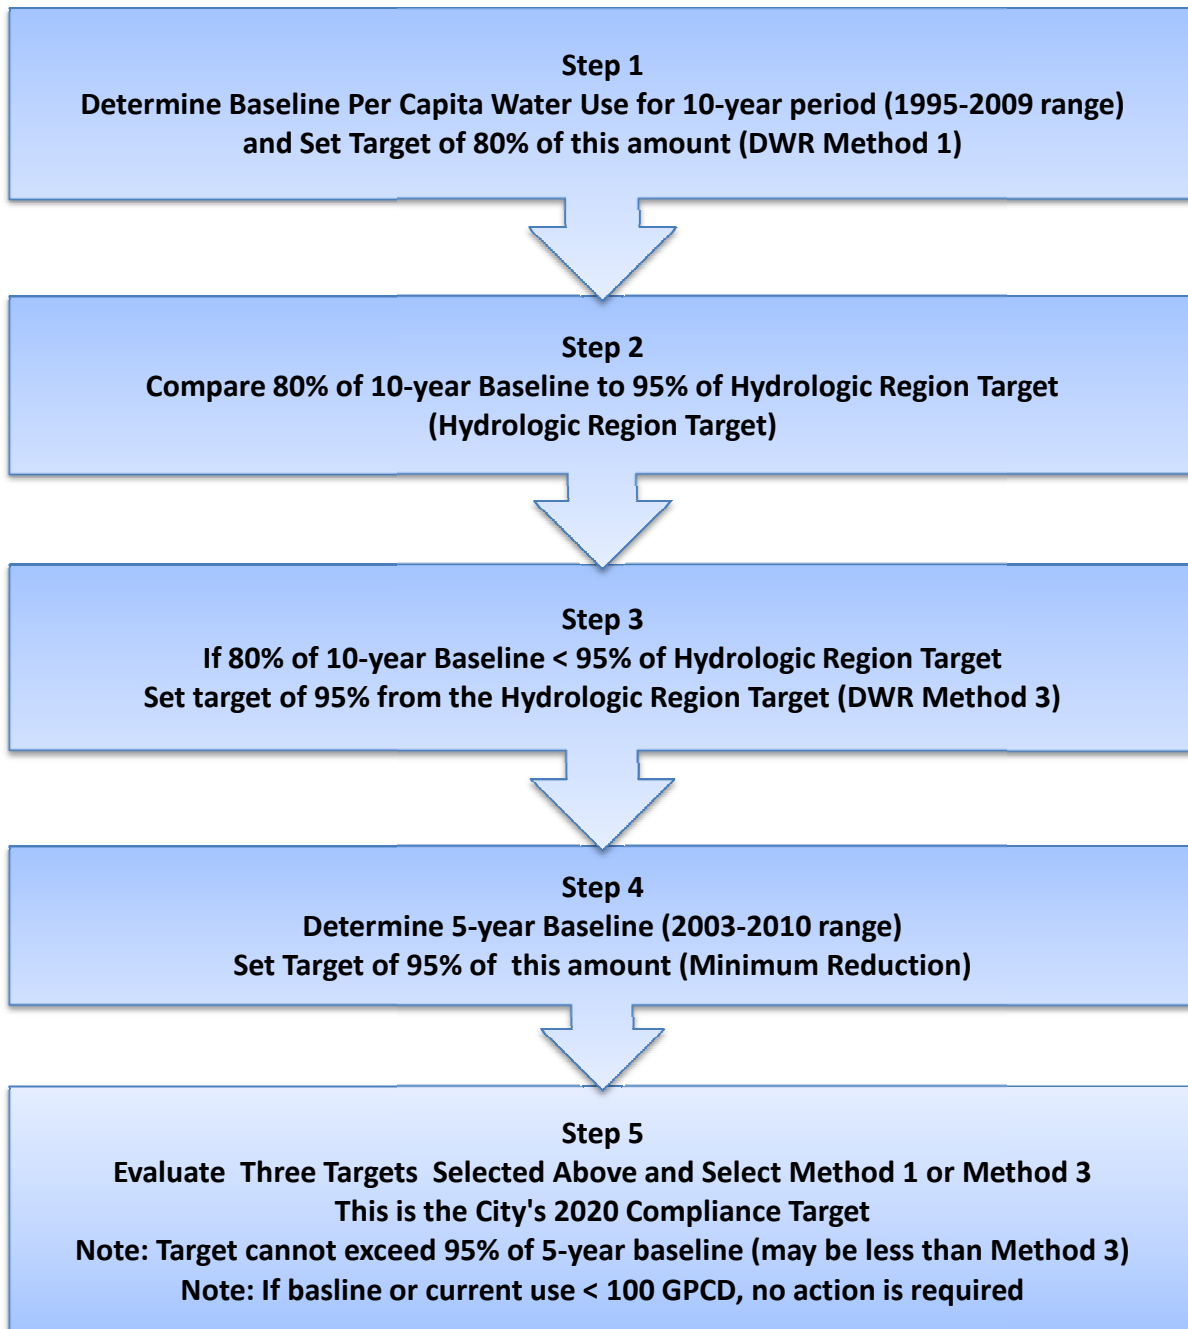 Step 1
Determine Baseline Per Capita Water Use for 10-year period (1995-2009 range)
and Set Target of 80% of this amount (DWR Method 1)
Step 2
Compare 80% of 10-year Baseline to 95% of Hydrologic Region Target
(Hydrologic Region Target)
Step 3
If 80% of 10-year Baseline < 95% of Hydrologic Region Target
Set target of 95% from the Hydrologic Region Target (DWR Method 3)
Step 4
Determine 5-year Baseline (2003-2010 range)
Set Target of 95% of  this amount (Minimum Reduction)
Step 5
Evaluate  Three Targets  Selected Above and Select Method 1 or Method 3
This is the City's 2020 Compliance Target
Note: Target cannot exceed 95% of 5-year baseline (may be less than Method 3)
Note: If basline or current use < 100 GPCD, no action is required